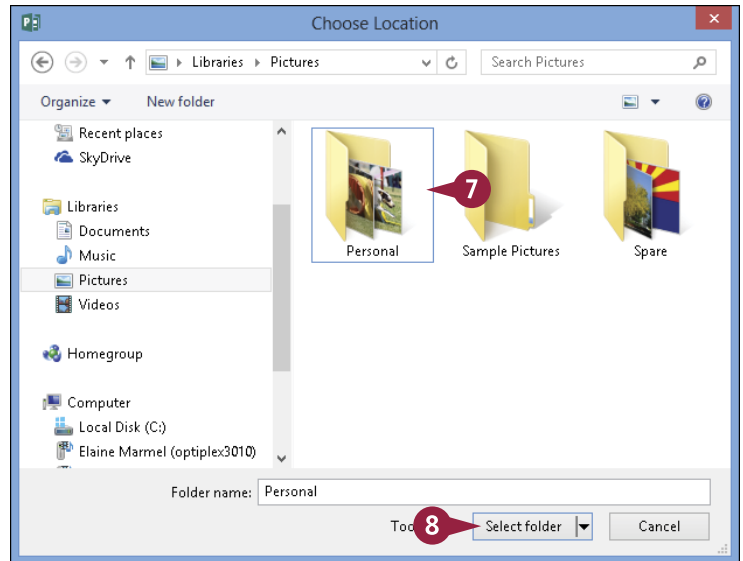 Choose Location
Libraries Pictures
Search Pictures
Organize New folder
Recent places
SkyDrive
Libraries
Documents
Music
Pictures
Videos
Homegroup
Computer
Local Disk (C:)
Elaine Marmel (optiplex3010)
7
Personal Sample Pictures Spare
Folder name: Personal
8 Select folder Cancel